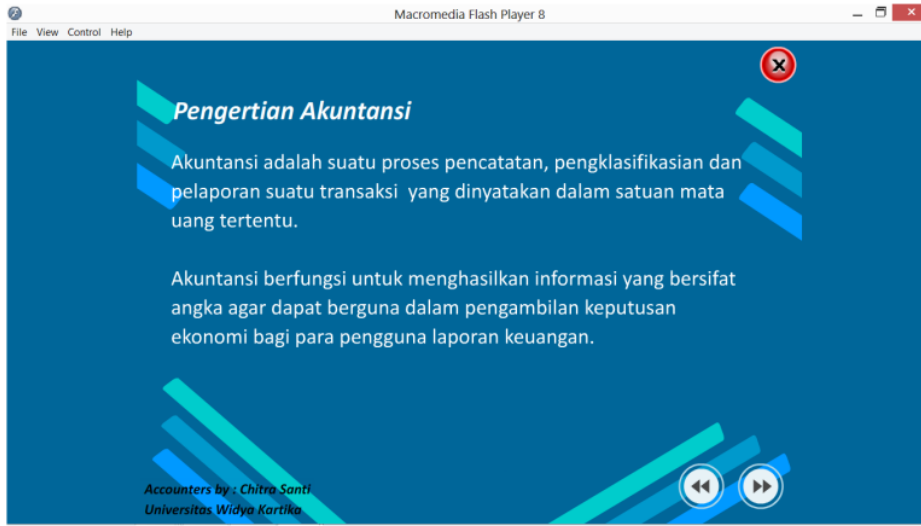 Macromedia Flash Player 8
File View Control Help
Pengertian Akuntansi
Akuntansi adalah suatu proses pencatatan, pengklasifikasian dan
pelaporan suatu transaksi yang dinyatakan dalam satuan mata
uang tertentu.
Akuntansi berfungsi untuk menghasilkan informasi yang bersifat
angka agar dapat berguna dalam pengambilan keputusan
ekonomi bagi para pengguna laporan keuangan.
Accounters by : Chitra Santi
Universitas Widya Kartika